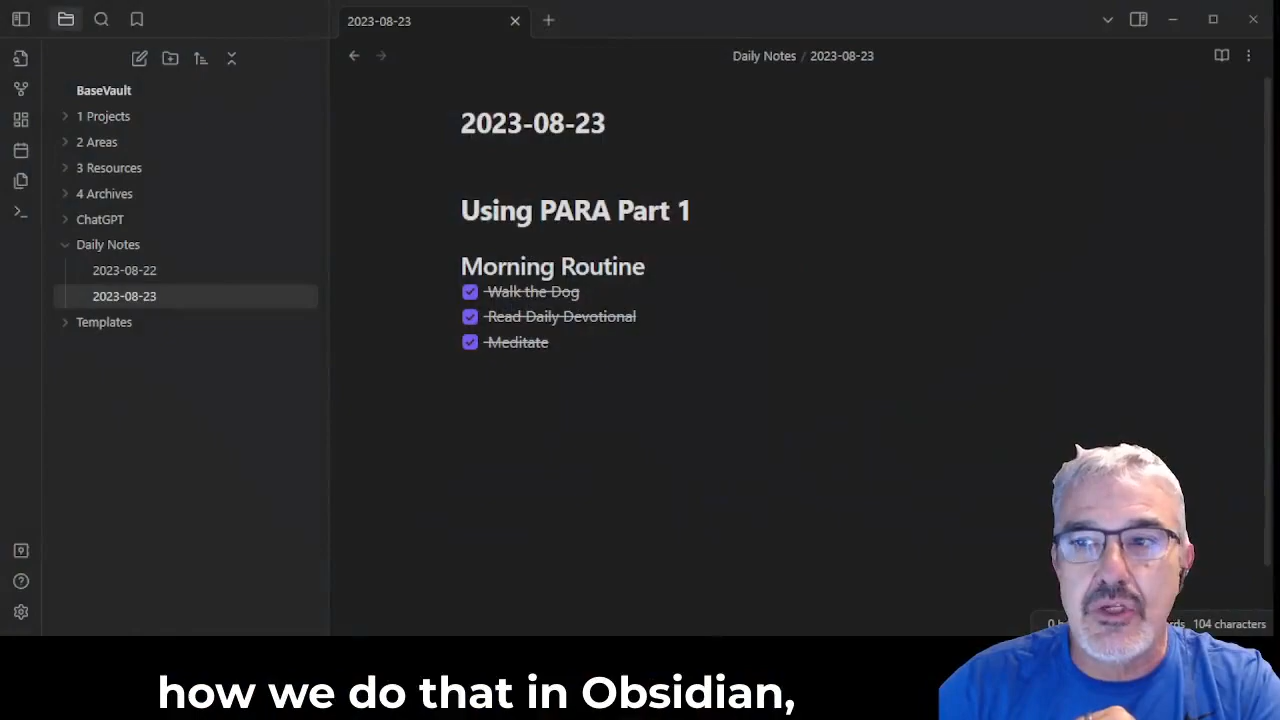 2023-08-23
Daily Notes / 2023-08-23
BaseVault
1 Projects
2 Areas
3 Resources
4 Archives
ChatGPT
Daily Notes
2023-08-22
2023-08-23
Templates
2023-08-23
Using PARA Part 1
Morning Routine
Walk the Dog
Read Daily Devotional
Meditate
104 characters
how we do that in Obsidian,